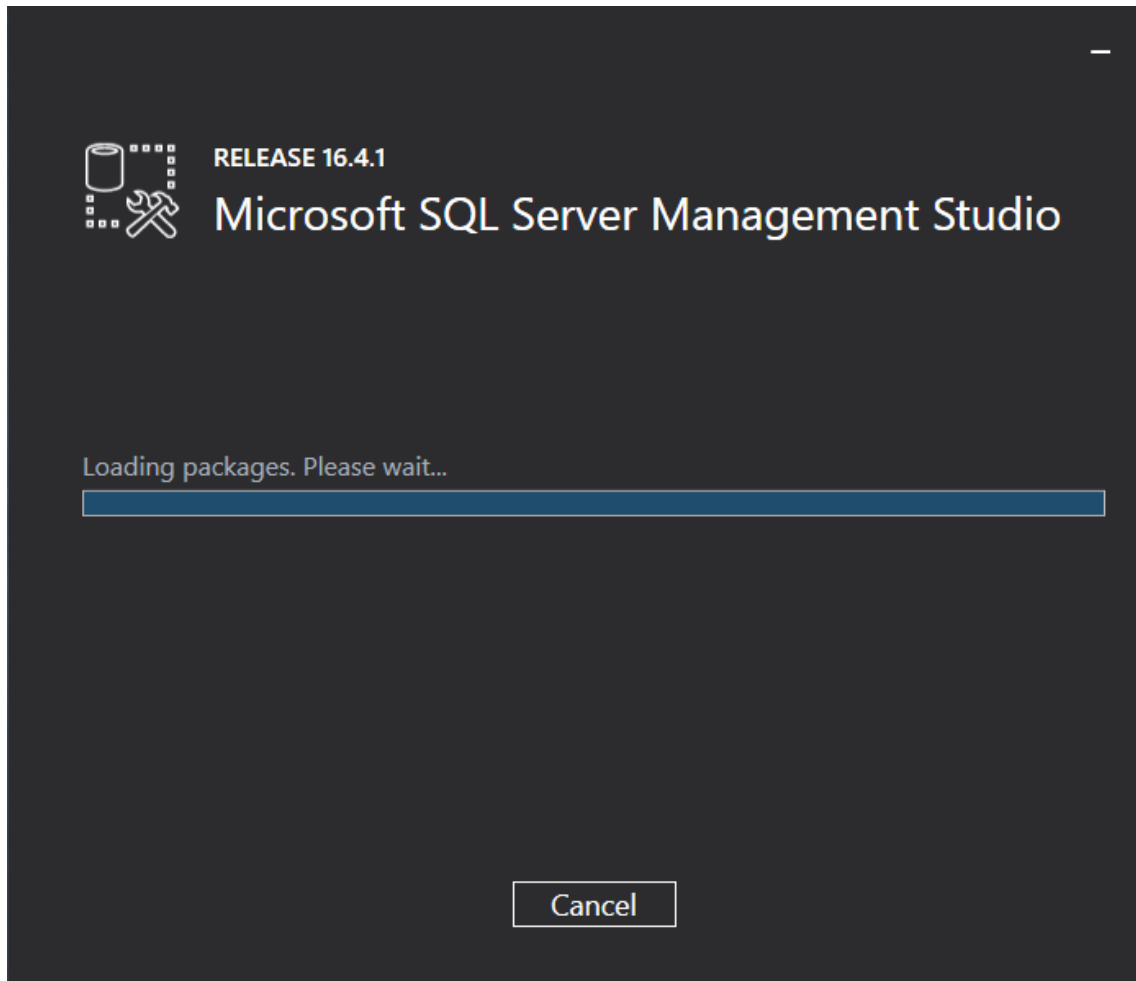 RELEASE 16.4.1
Microsoft SQL Server Management Studio
Loading packages. Please wait...
Cancel